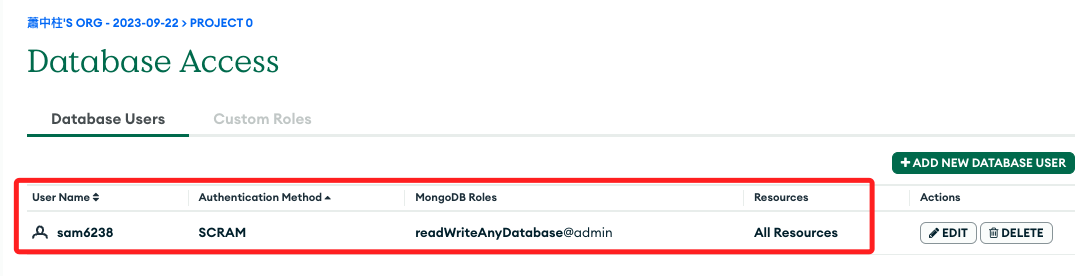 蕭中柱'S ORG - 2023-09-22 > PROJECT 0
Database Access
Database Users Custom Roles
+ ADD NEW DATABASE USER
User Name Authentication Method MongoDB Roles Resources Actions
sam6238 SCRAM readWriteAnyDatabase@admin All Resources EDIT DELETE